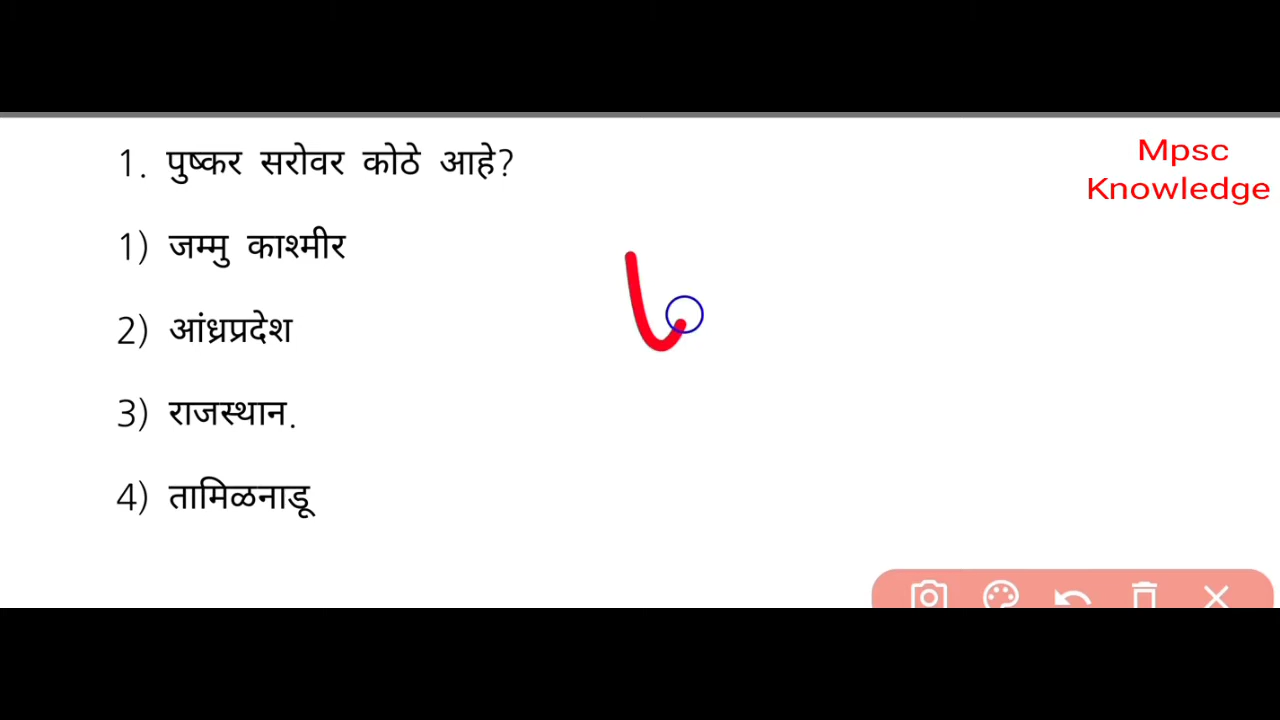 Mpsc
Knowledge
1. पुष्कर सरोवर कोठे आहे?
1) जम्मु काश्मीर
2) आंध्रप्रदेश
3) राजस्थान.
4) तामिळनाडू